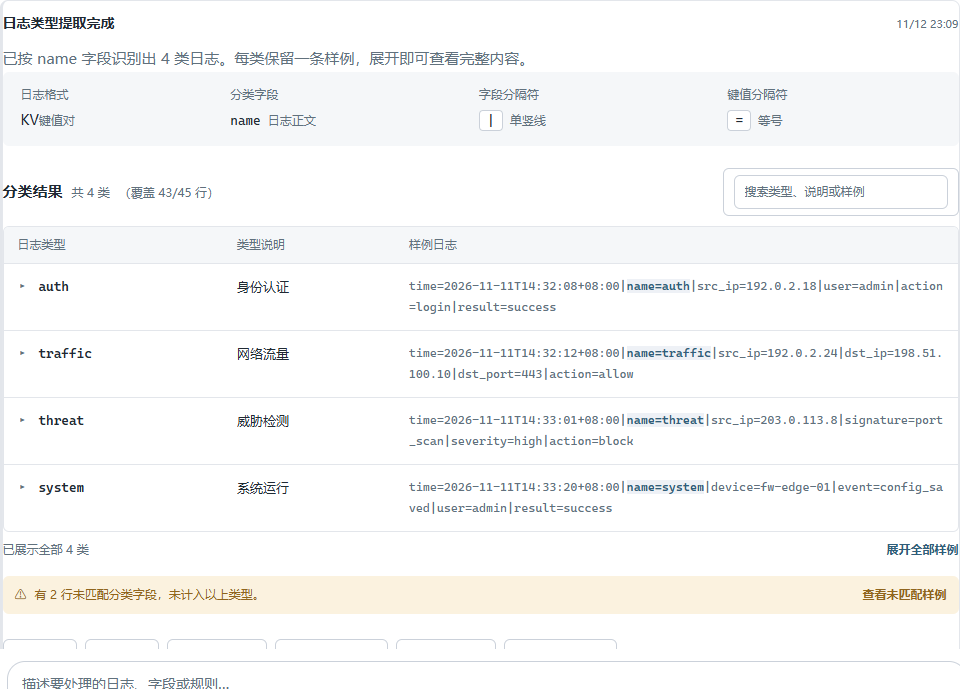 日志类型提取完成
11/12 23:09
已按 name 字段识别出 4 类日志。每类保留一条样例，展开即可查看完整内容。
日志格式 分类字段 字段分隔符 键值分隔符
KV键值对 name 日志正文 | 单竖线 = 等号
分类结果 共 4 类 （覆盖 43/45 行）
搜索类型、说明或样例
日志类型 类型说明 样例日志
auth 身份认证 time=2026-11-11T14:32:08+08:00|name=auth|src_ip=192.0.2.18|user=admin|action
=login|result=success
traffic 网络流量 time=2026-11-11T14:32:12+08:00|name=traffic|src_ip=192.0.2.24|dst_ip=198.51.
100.10|dst_port=443|action=allow
threat 威胁检测 time=2026-11-11T14:33:01+08:00|name=threat|src_ip=203.0.113.8|signature=port
_scan|severity=high|action=block
system 系统运行 time=2026-11-11T14:33:20+08:00|name=system|device=fw-edge-01|event=config_sa
ved|user=admin|result=success
已展示全部 4 类
展开全部样例
有 2 行未匹配分类字段，未计入以上类型。
查看未匹配样例
描述要处理的日志、字段或规则...